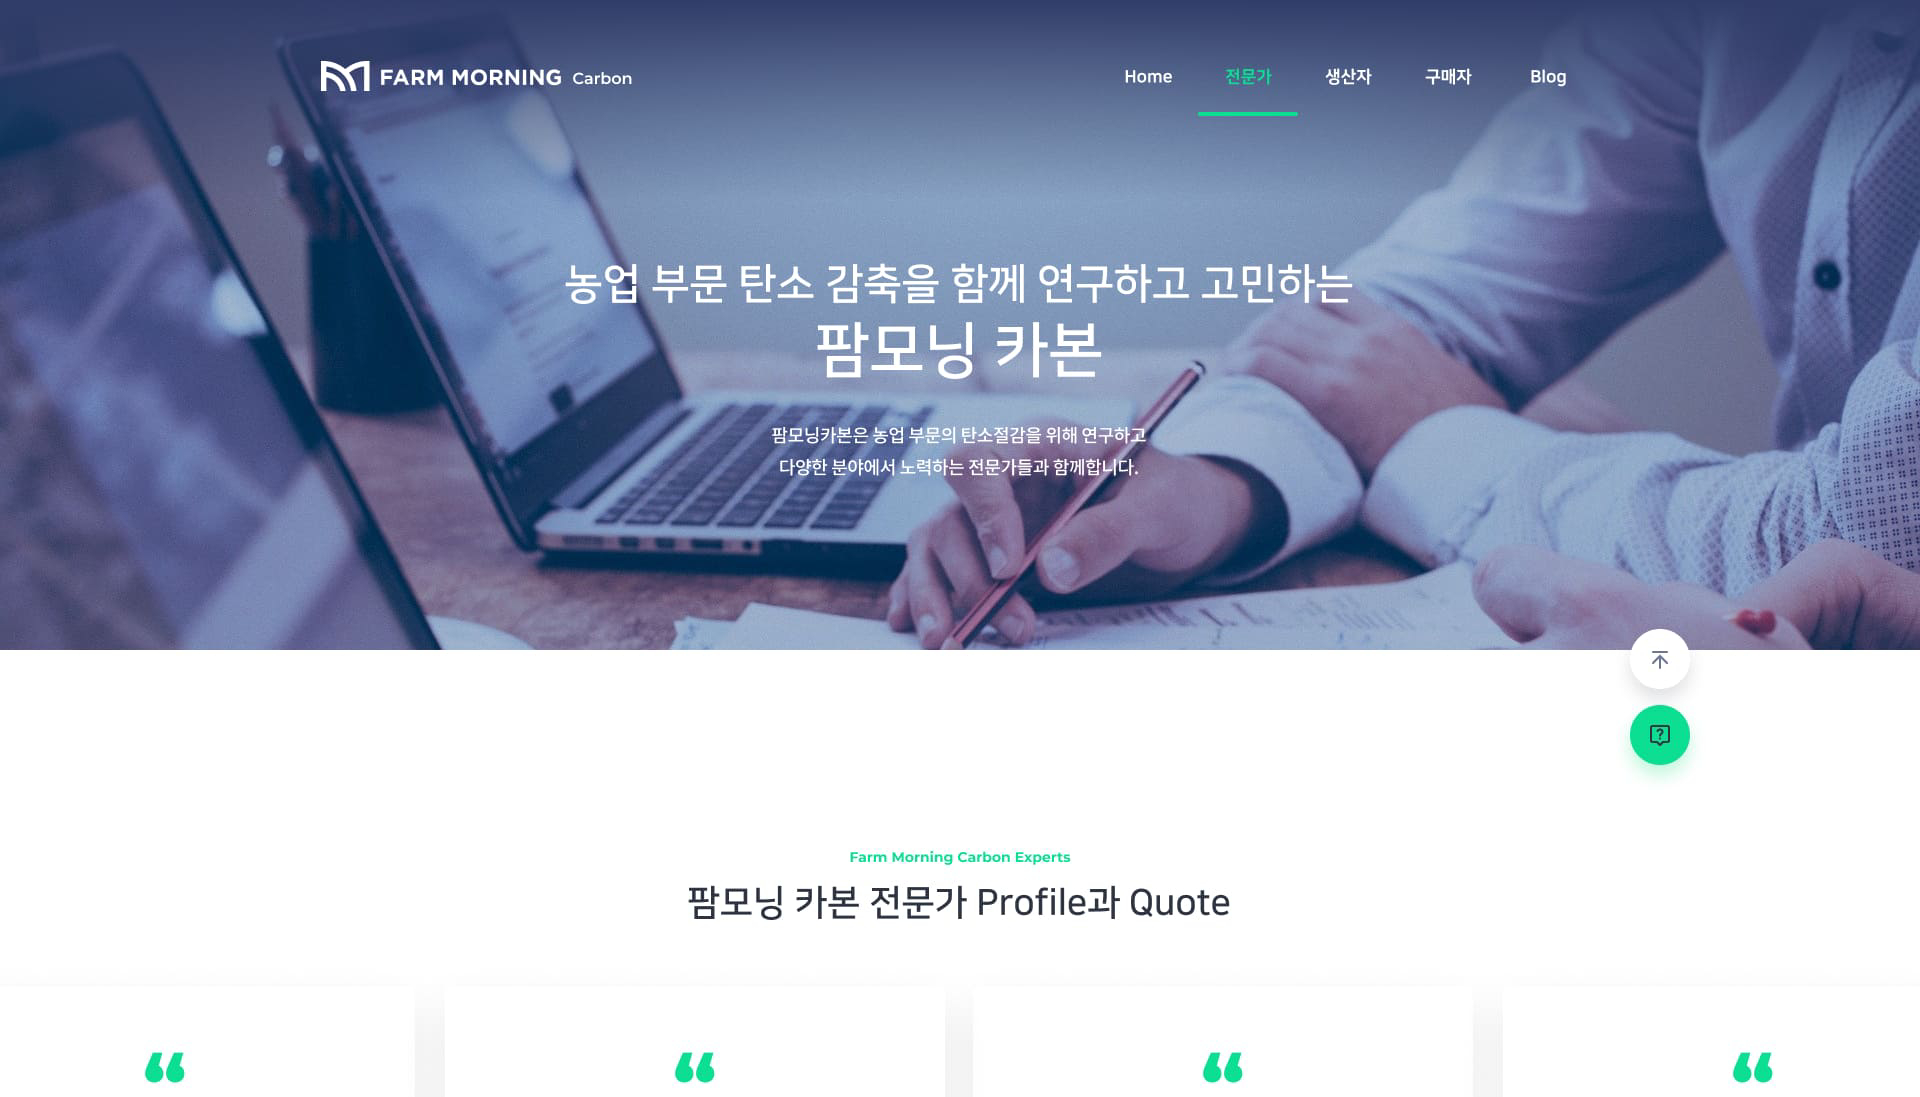 FARM MORNING Carbon
Home 전문가 생산자 구매자 Blog
농업 부문 탄소 감축을 함께 연구하고 고민하는
팜모닝 카본
팜모닝카본은 농업 부문의 탄소절감을 위해 연구하고
다양한 분야에서 노력하는 전문가들과 함께합니다.
Farm Morning Carbon Experts
팜모닝 카본 전문가 Profile과 Quote